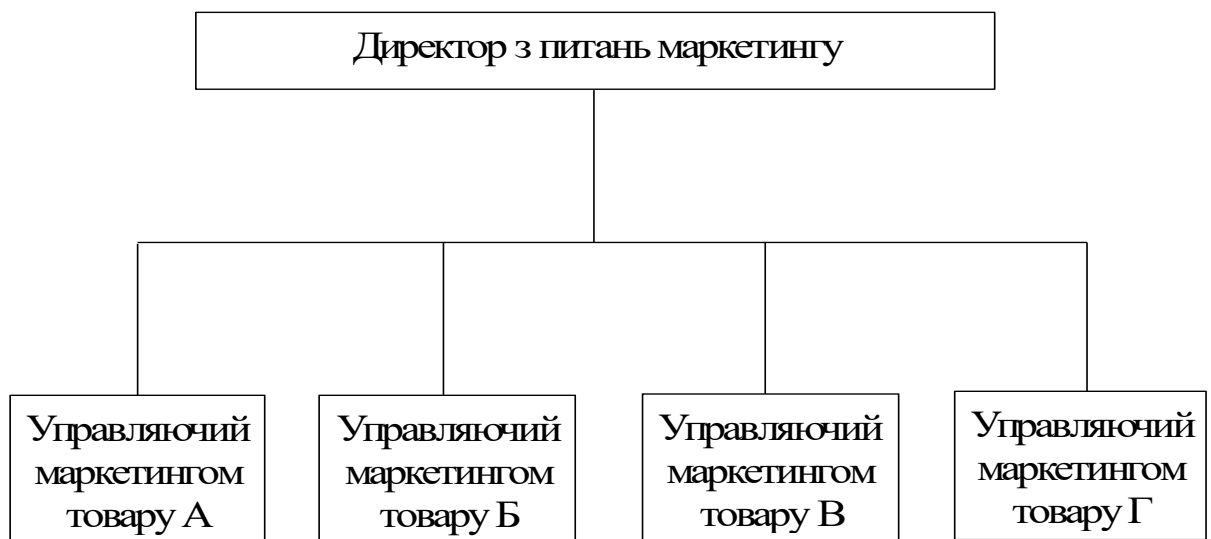 Директор з питань маркетингу
Управляючий
маркетингом
товару А
Управляючий
маркетингом
товару Б
Управляючий
маркетингом
товару В
Управляючий
маркетингом
товару Г